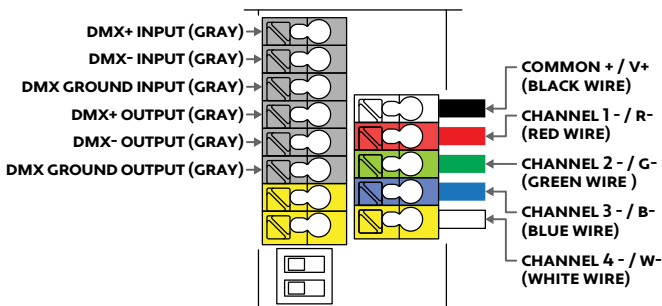 DMX+ INPUT (GRAY)
DMX- INPUT (GRAY)
DMX GROUND INPUT (GRAY)
DMX+ OUTPUT (GRAY)
DMX- OUTPUT (GRAY)
DMX GROUND OUTPUT (GRAY)
COMMON + / V+
(BLACK WIRE)
CHANNEL 1 - / R-
(RED WIRE)
CHANNEL 2 - / G-
(GREEN WIRE )
CHANNEL 3 - / B-
(BLUE WIRE)
CHANNEL 4 - / W-
(WHITE WIRE)